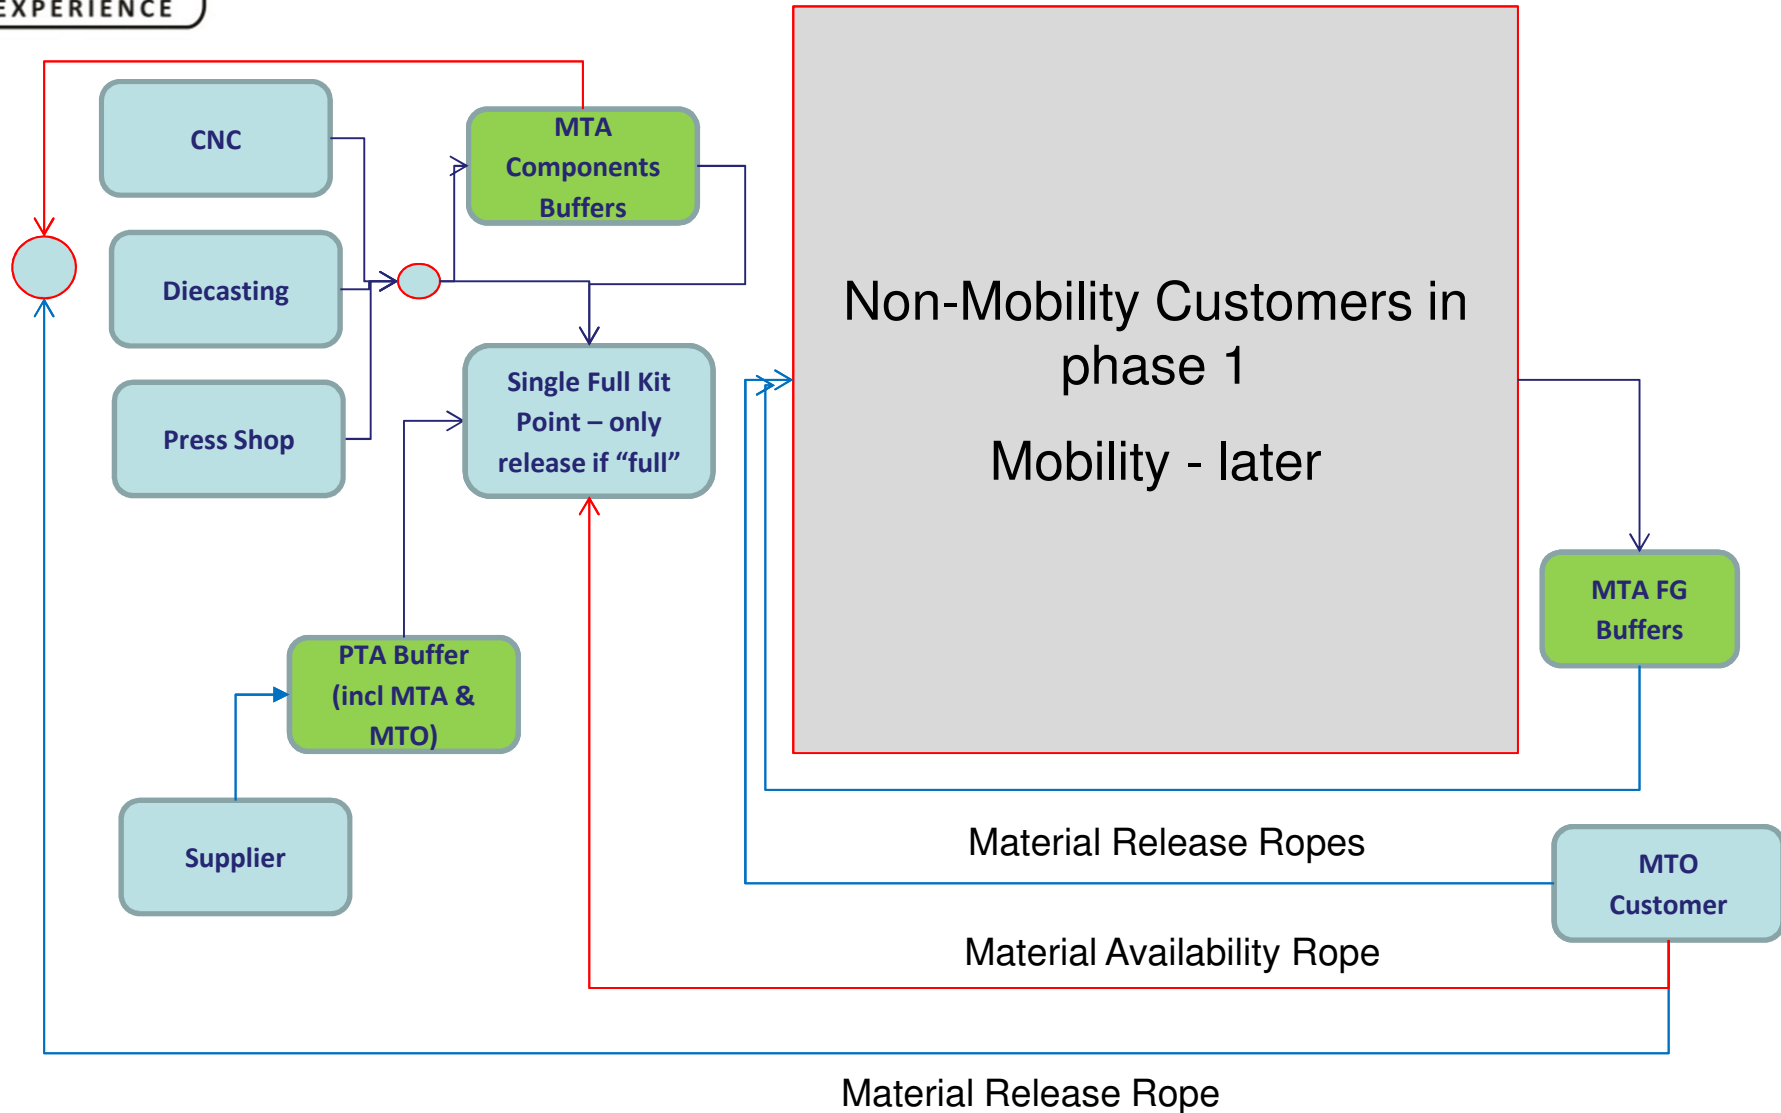 EXPERIENCE
CNC
MTA
Components
Buffers
Diecasting
Press Shop
Single Full Kit
Point – only
release if “full”
Non-Mobility Customers in
phase 1
Mobility - later
PTA Buffer
(incl MTA &
MTO)
MTA FG
Buffers
Supplier
Material Release Ropes
MTO
Customer
Material Availability Rope
Material Release Rope